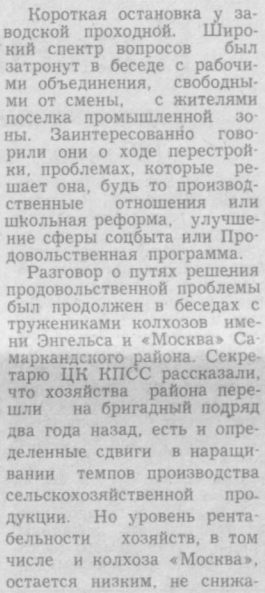 Короткая остановка у за-
водской проходной. Широ-
кий спектр вопросов был
затронут в беседе с рабочи-
ми объединения, свободны-
ми от смены, с жителями
поселка промышленной зо-
ны. Заинтересованно гово-
рили они о ходе перестрой-
ки, проблемах, которые ре-
шает она, будь то производ-
ственные отношения или
школьная реформа, улучше-
ние сферы соцбыта или Про-
довольственная программа.
Разговор о путях решения
продовольственной проблемы
был продолжен в беседах с
тружениками колхозов име-
ни Энгельса и «Москва» Са-
маркандского района. Секре-
тарю ЦК КПСС рассказали,
что хозяйства района пере-
шли на бригадный подряд
два года назад, есть и опре-
деленные сдвиги в наращи-
вании темпов производства
сельскохозяйственной про-
дукции. Но уровень рента-
бельности хозяйств, в том
числе и колхоза «Москва»,
остается низким, не снижа-